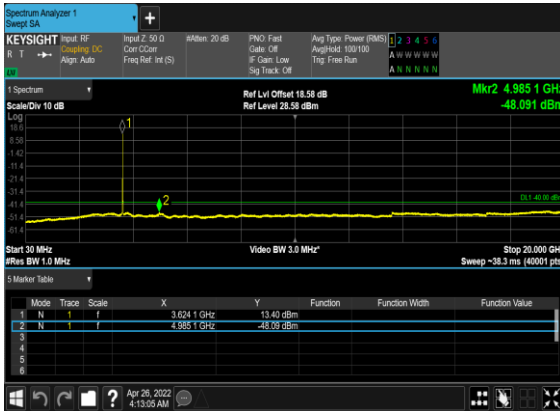 Spectrum Analyzer 1
Swept SA
+
KEYSIGHT Input: RF Input Z: 50 Ω #Atten: 20 dB PNO: Fast Avg Type: Power (RMS) 1 2 3 4 5 6
R T Coupling: DC Corr CCorr Gate: Off Avg|Hold: 100/100 A W W W W W
Align: Auto Freq Ref: Int (S) IF Gain: Low Trig: Free Run
Sig Track: Off A N N N N N
1 Spectrum Ref Lvl Offset 18.58 dB Mkr2 4.985 1 GHz
Scale/Div 10 dB Ref Level 28.58 dBm -48.091 dBm
Log
18.6
8.58
-1.42
-11.4
-21.4
-31.4
-41.4
-51.4
-61.4
1
2
DL1 -40.00 dBm
Start 30 MHz Video BW 3.0 MHz* Stop 20.000 GH
#Res BW 1.0 MHz Sweep ~38.3 ms (40001 pts
5 Marker Table
Mode Trace Scale X Y Function Function Width Function Value
1 N 1 f 3.624 1 GHz 13.40 dBm
2 N 1 f 4.985 1 GHz -48.09 dBm
3
4
5
6
? Apr 26, 2022
4:13:05 AM